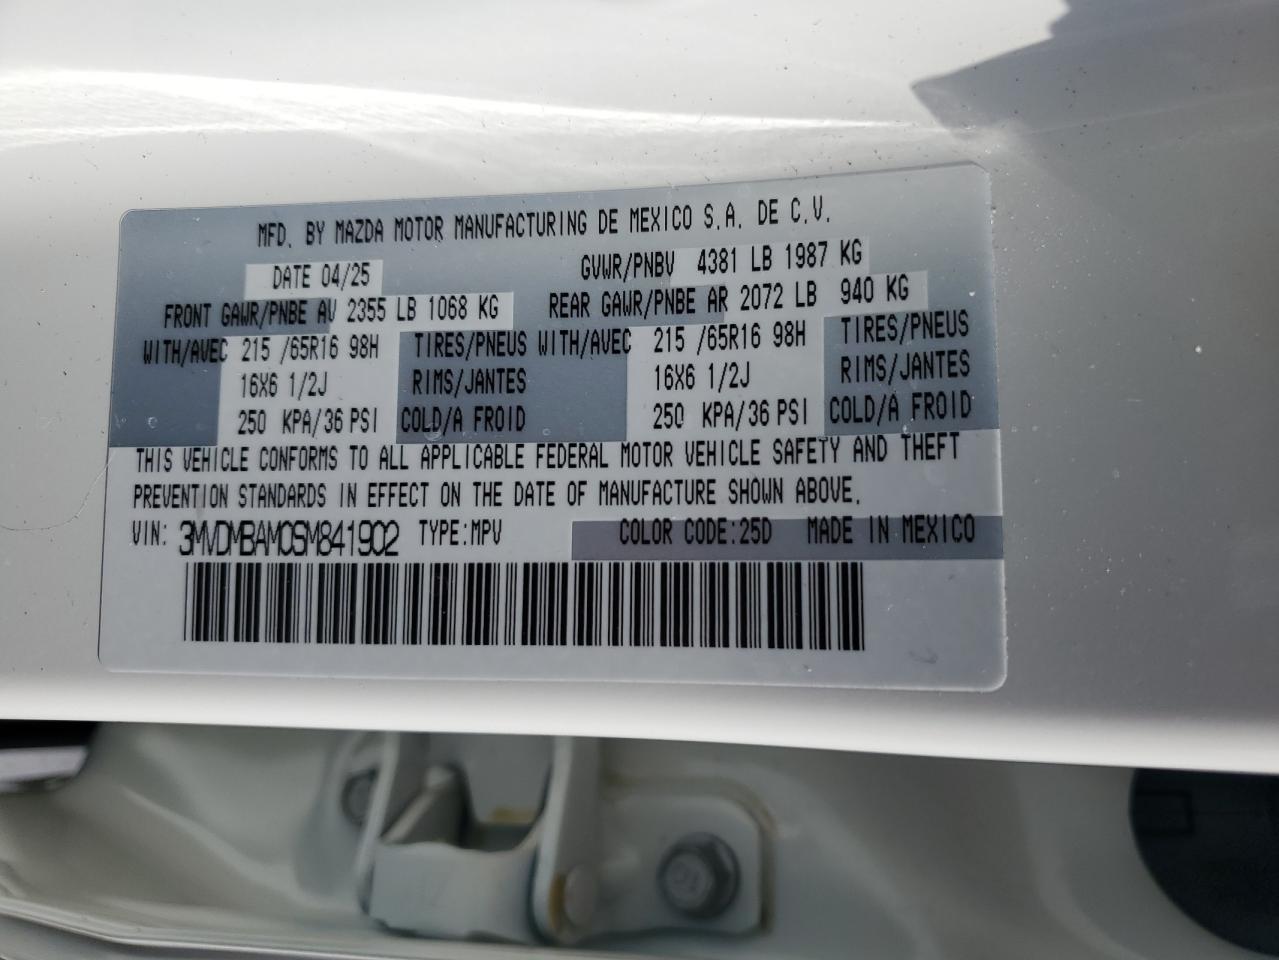 MFD. BY MAZDA MOTOR MANUFACTURING DE MEXICO S.A. DE C.V.
DATE 04/25 GVWR/PNBV 4381 LB 1987 KG
FRONT GAWR/PNBE AV 2355 LB 1068 KG REAR GAWR/PNBE AR 2072 LB 940 KG
WITH/AVEC 215 /65R16 98H TIRES/PNEUS WITH/AVEC 215 /65R16 98H TIRES/PNEUS
16X6 1/2J RIMS/JANTES 16X6 1/2J RIMS/JANTES
250 KPA/36 PSI COLD/A FROID 250 KPA/36 PSI COLD/A FROID
THIS VEHICLE CONFORMS TO ALL APPLICABLE FEDERAL MOTOR VEHICLE SAFETY AND THEFT
PREVENTION STANDARDS IN EFFECT ON THE DATE OF MANUFACTURE SHOWN ABOVE.
VIN: 3MVDMBAM0SM841902 TYPE:MPV COLOR CODE:25D MADE IN MEXICO